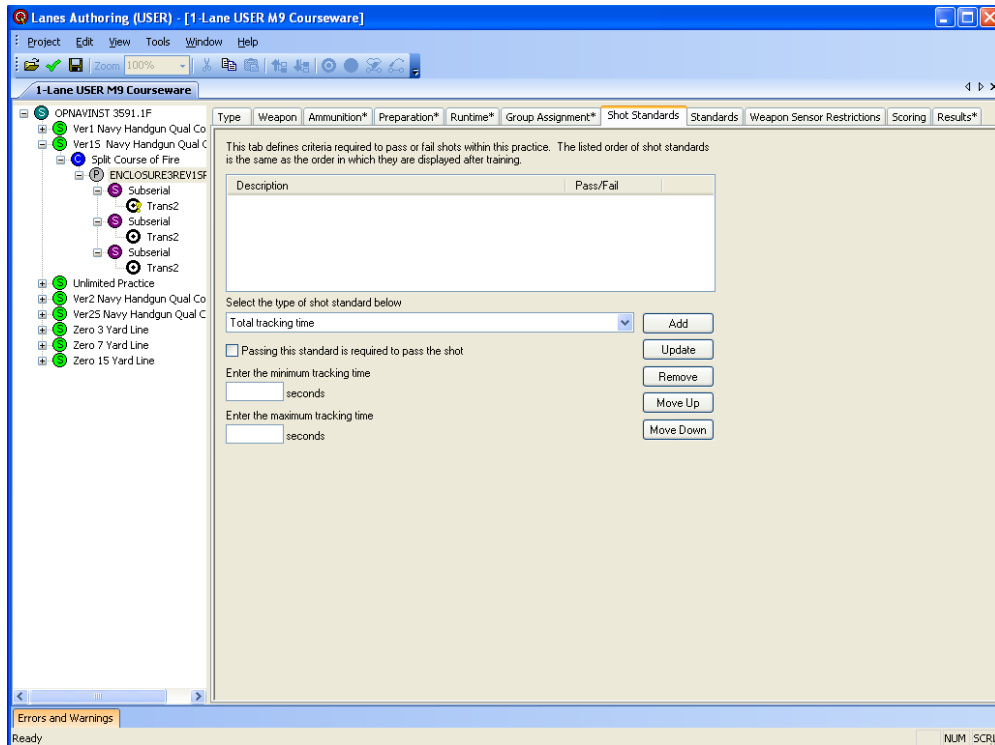 Lanes Authoring (USER) - [1-Lane USER M9 Courseware]
Project Edit View Tools Window Help
Zoom 100%
1-Lane USER M9 Courseware
OPNAVINST 3591.1F
Ver1 Navy Handgun Qual Co
Ver1S Navy Handgun Qual C
Split Course of Fire
ENCLOSURE3REV1SF
Subserial
Trans2
Subserial
Trans2
Subserial
Trans2
Unlimited Practice
Ver2 Navy Handgun Qual Co
Ver2S Navy Handgun Qual C
Zero 3 Yard Line
Zero 7 Yard Line
Zero 15 Yard Line
Type Weapon Ammunition* Preparation* Runtime* Group Assignment* Shot Standards Standards Weapon Sensor Restrictions Scoring Results*
This tab defines criteria required to pass or fail shots within this practice. The listed order of shot standards
is the same as the order in which they are displayed after training.
Description Pass/Fail
Select the type of shot standard below
Total tracking time Add
Passing this standard is required to pass the shot Update
Enter the minimum tracking time Remove
seconds
Move Up
Enter the maximum tracking time
seconds Move Down
Errors and Warnings
Ready NUM SCRL